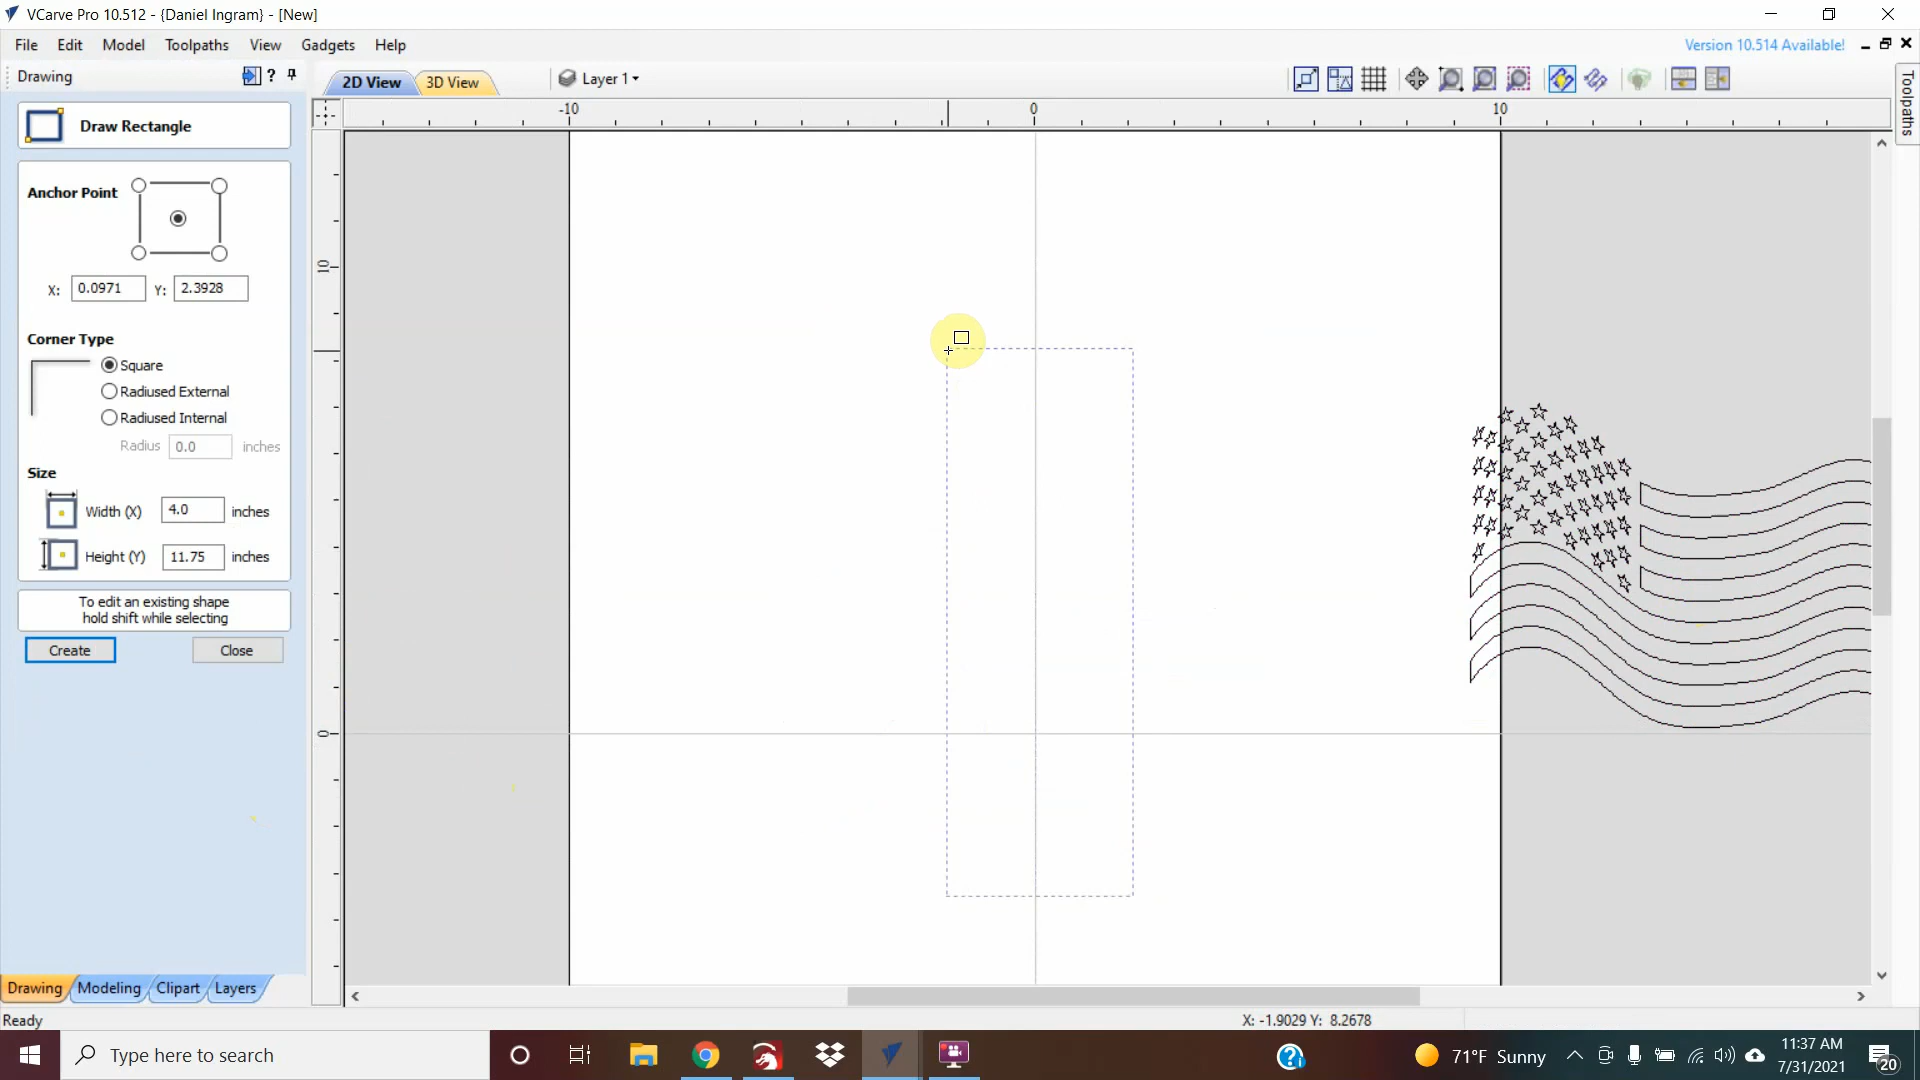 VCarve Pro 10.512 - {Daniel Ingram} - [New]
File Edit Model Toolpaths View Gadgets Help
Version 10.514 Available!
Drawing
2D View 3D View Layer 1
Toolpaths
-10 0 10
Draw Rectangle
Anchor Point
X: 0.0971 Y: 2.3928
10
Corner Type
Square
Radiused External
Radiused Internal
Radius 0.0 inches
Size
Width (X) 4.0 inches
Height (Y) 11.75 inches
To edit an existing shape
hold shift while selecting
Create Close
0
Drawing Modeling Clipart Layers
Ready
X: -1.9029 Y: 8.2678
Type here to search
71°F Sunny
11:37 AM
7/31/2021
20